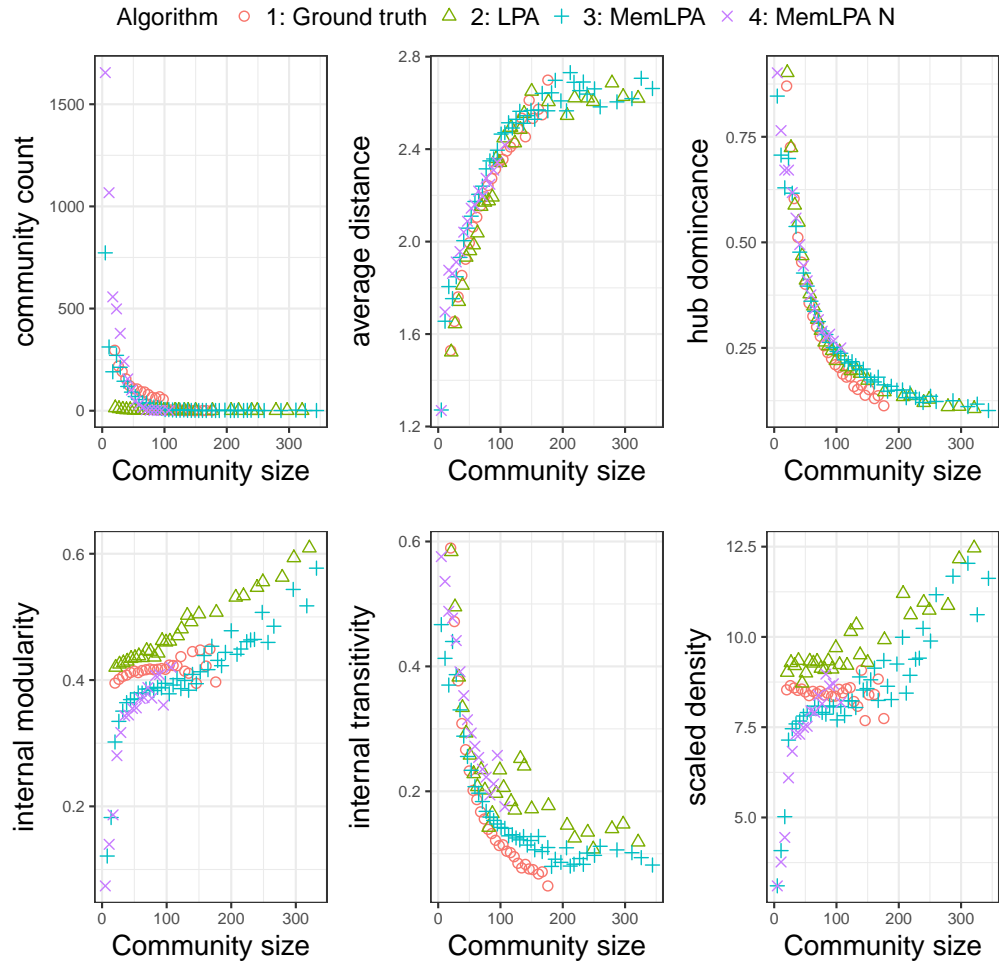 Algorithm 1: Ground truth 2: LPA 3: MemLPA 4: MemLPA N
community count
1500
1000
500
0
0 100 200 300
Community size
average distance
2.8
2.4
2.0
1.6
1.2
0 100 200 300
Community size
hub domincance
0.75
0.50
0.25
0 100 200 300
Community size
internal modularity
0.6
0.4
0.2
0 100 200 300
Community size
internal transitivity
0.6
0.4
0.2
0 100 200 300
Community size
scaled density
12.5
10.0
7.5
5.0
0 100 200 300
Community size